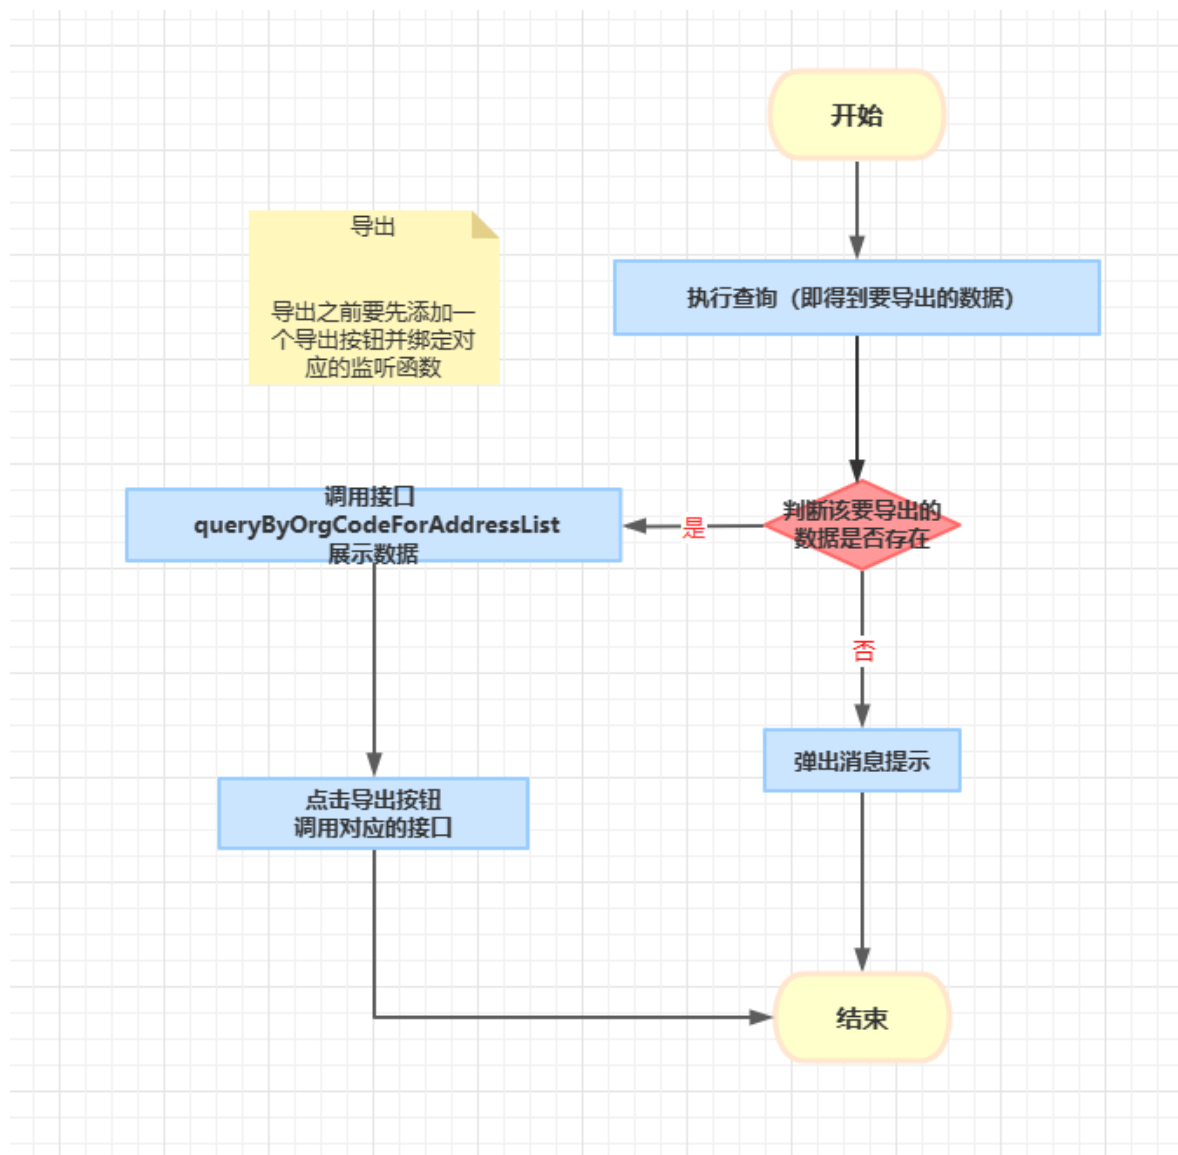 开始
导出
导出之前要先添加一
个导出按钮并绑定对
应的监听函数
执行查询（即得到要导出的数据）
调用接口
queryByOrgCodeForAddressList
展示数据
是
判断该要导出的
数据是否存在
否
弹出消息提示
点击导出按钮
调用对应的接口
结束